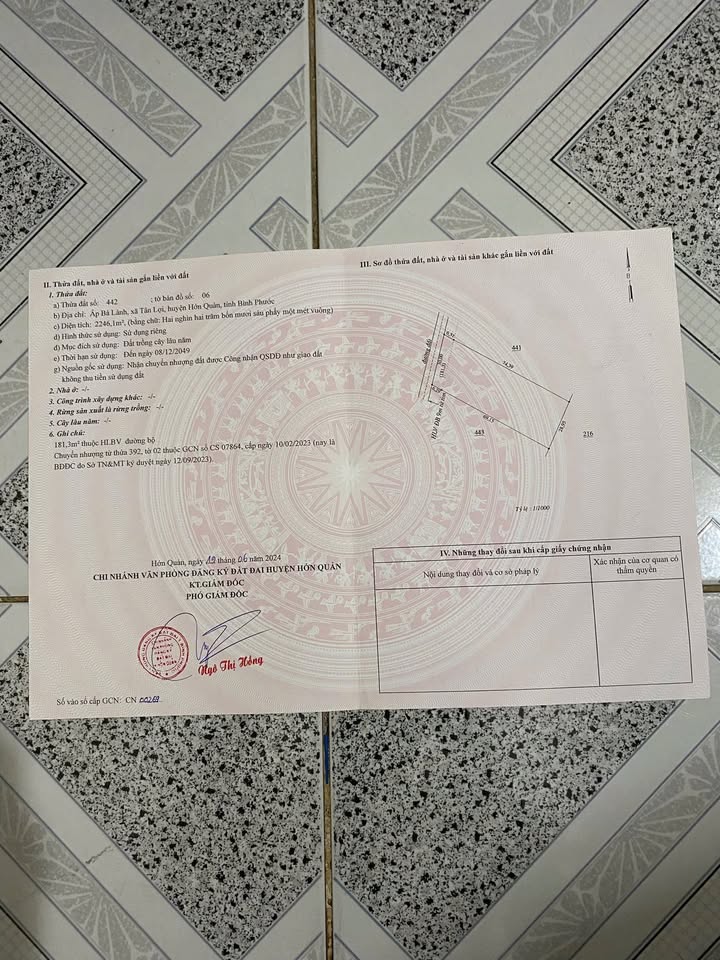 II. Thửa đất, nhà ở và tài sản gắn liền với đất
1. Thửa đất:
a) Thửa đất số: 442 ; tờ bản đồ số: 06
b) Địa chỉ: Ấp Bà Lành, xã Tân Lợi, huyện Hớn Quản, tỉnh Bình Phước
c) Diện tích: 2246,1m², (bằng chữ: Hai nghìn hai trăm bốn mươi sáu phẩy một mét vuông)
d) Hình thức sử dụng: Sử dụng riêng
đ) Mục đích sử dụng: Đất trồng cây lâu năm
e) Thời hạn sử dụng: Đến ngày 08/12/2049
g) Nguồn gốc sử dụng: Nhận chuyển nhượng đất được Công nhận QSDĐ như giao đất
không thu tiền sử dụng đất
2. Nhà ở: -/-
3. Công trình xây dựng khác: -/-
4. Rừng sản xuất là rừng trồng: -/-
5. Cây lâu năm: -/-
6. Ghi chú:
181,3m² thuộc HLBV đường bộ
Chuyển nhượng từ thửa 392, tờ 02 thuộc GCN số CS 07864, cấp ngày 10/02/2023 (nay là
BĐĐC do Sở TN&MT ký duyệt ngày 12/09/2023).
Hớn Quản, ngày 19 tháng 06 năm 2024
CHI NHÁNH VĂN PHÒNG ĐĂNG KÝ ĐẤT ĐAI HUYỆN HỚN QUẢN
KT.GIÁM ĐỐC
PHÓ GIÁM ĐỐC
Ngô Thị Hồng
Số vào sổ cấp GCN: CN 00269
III. Sơ đồ thửa đất, nhà ở và tài sản khác gắn liền với đất
441
đường đất
(181,3)
74,39
69,15
28,95
443
216
Tỷ lệ : 1/2000
IV. Những thay đổi sau khi cấp giấy chứng nhận
Nội dung thay đổi và cơ sở pháp lý
Xác nhận của cơ quan có
thẩm quyền